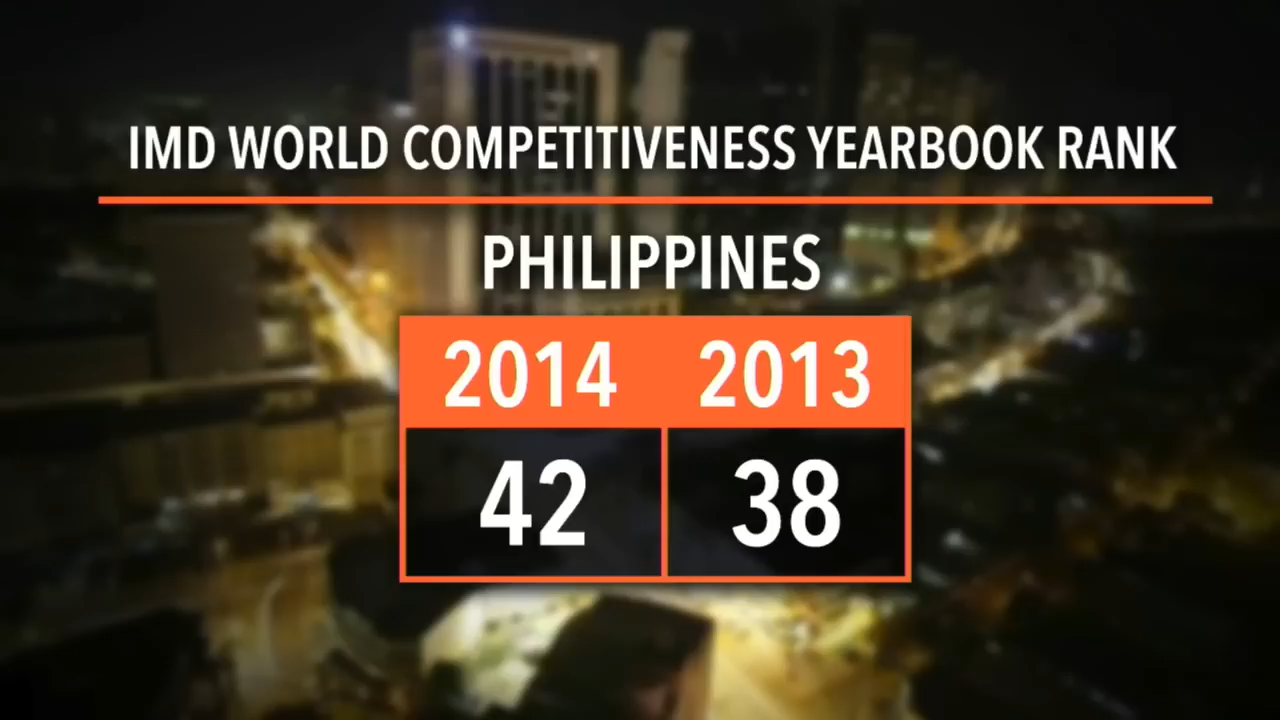 IMD WORLD COMPETITIVENESS YEARBOOK RANK
PHILIPPINES
2014 2013
42 38